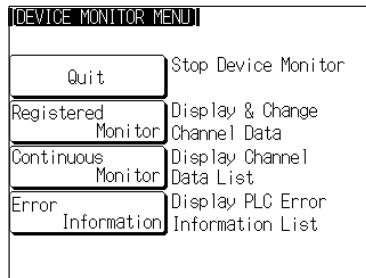 [DEVICE MONITOR MENU]
Quit
Stop Device Monitor
Registered
Monitor
Display & Change
Channel Data
Continuous
Monitor
Display Channel
Data List
Error
Information
Display PLC Error
Information List